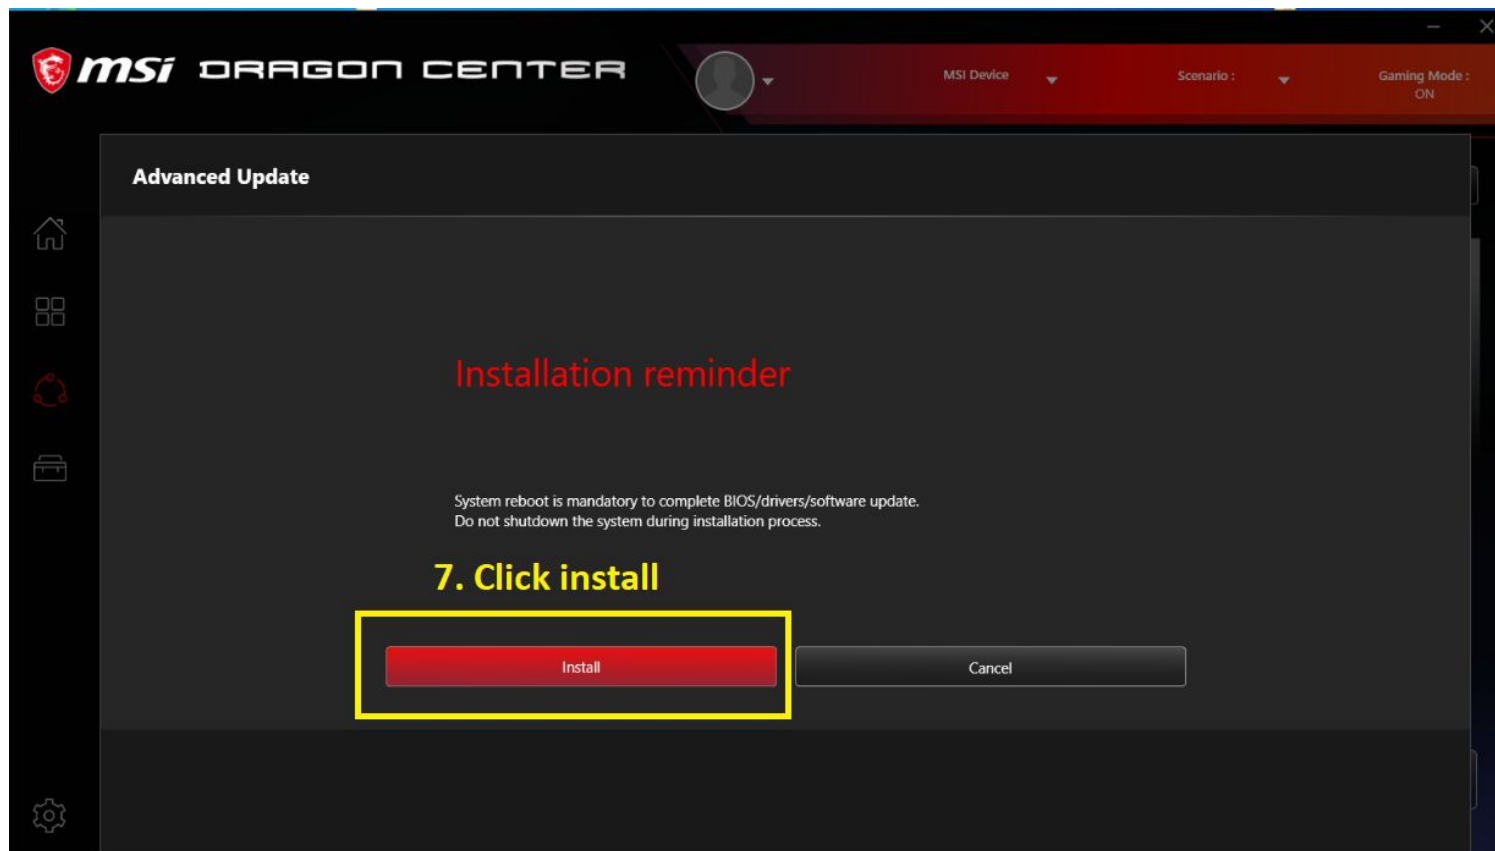 msi DRAGON CENTER
MSI Device
Scenario :
Gaming Mode :
ON
Advanced Update
Installation reminder
System reboot is mandatory to complete BIOS/drivers/software update.
Do not shutdown the system during installation process.
7. Click install
Install
Cancel